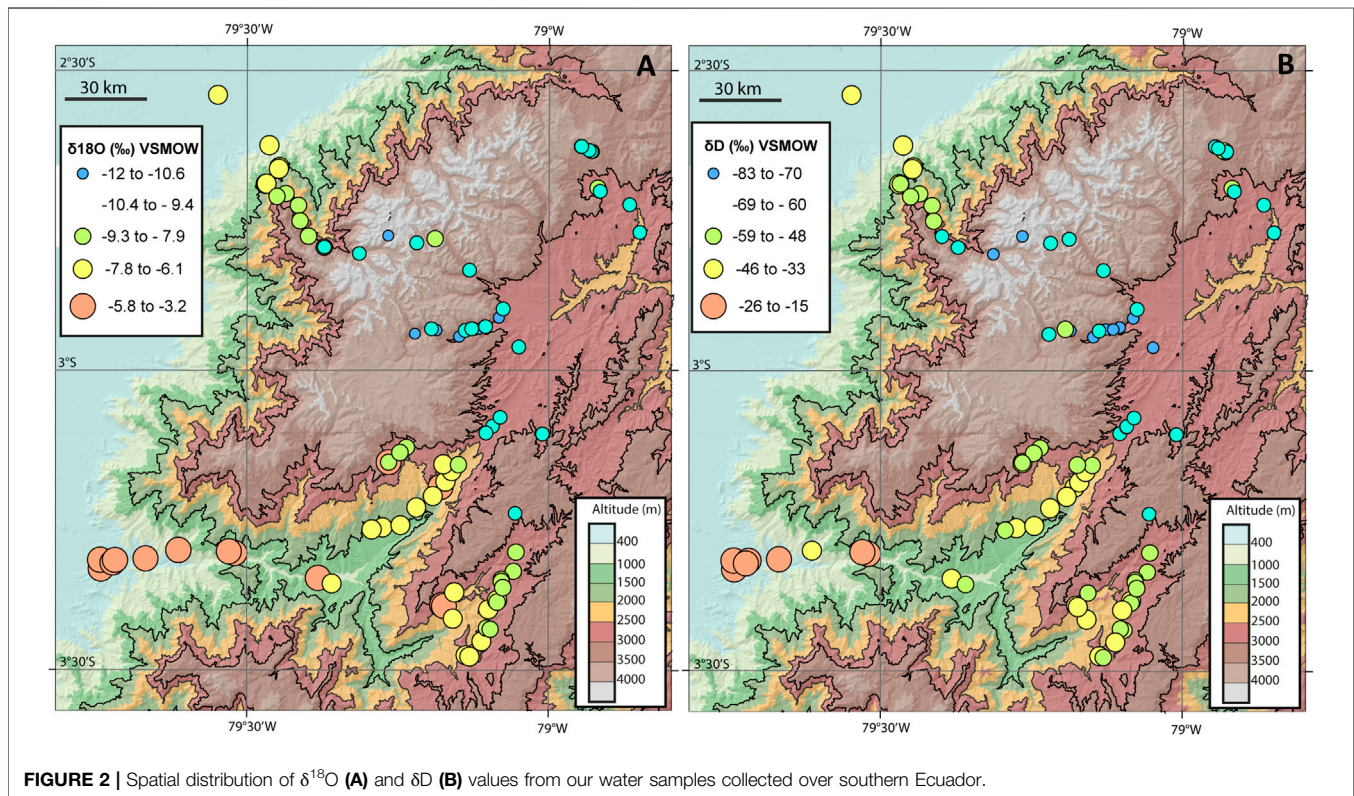 79˚30'W
79˚W
79˚30'W
79˚W
A
B
2˚30'S
30 km
30 km
δ18O (‰) VSMOW
-12 to -10.6
-10.4 to - 9.4
-9.3 to - 7.9
-7.8 to -6.1
-5.8 to -3.2
δD (‰) VSMOW
-83 to -70
-69 to - 60
-59 to - 48
-46 to -33
-26 to -15
3˚S
Altitude (m)
400
1000
1500
2000
2500
3000
3500
4000
Altitude (m)
400
1000
1500
2000
2500
3000
3500
4000
3˚30'S
79˚30'W
79˚W
79˚30'W
79˚W
FIGURE 2 | Spatial distribution of δ¹⁸O (A) and δD (B) values from our water samples collected over southern Ecuador.